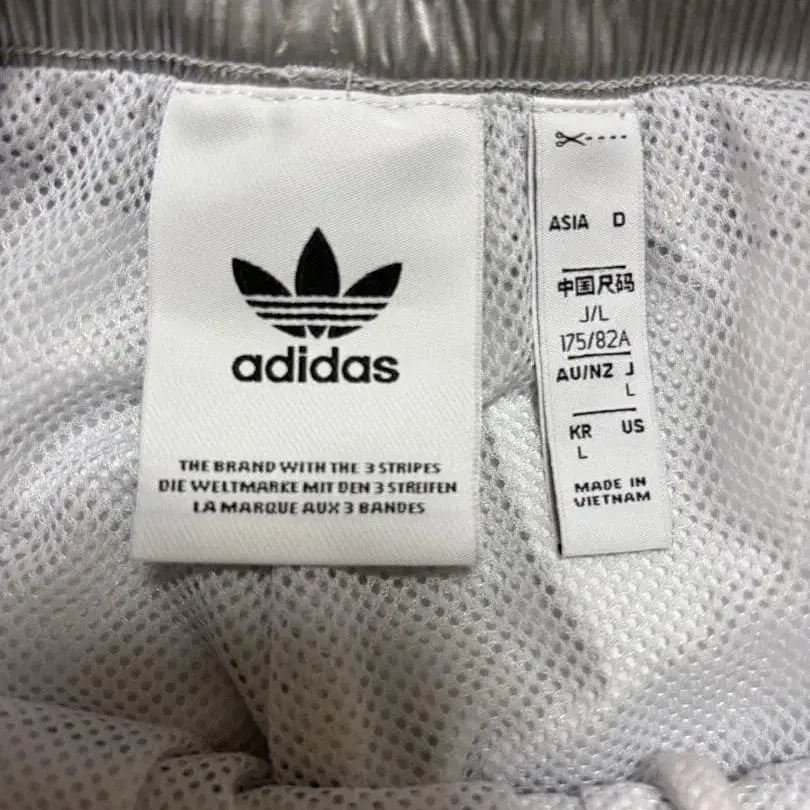 adidas
THE BRAND WITH THE 3 STRIPES
DIE WELTMARKE MIT DEN 3 STREIFEN
LA MARQUE AUX 3 BANDES
ASIA D
中国尺码
J/L
175/82A
AU/NZ J
L
KR US
L
MADE IN
VIETNAM